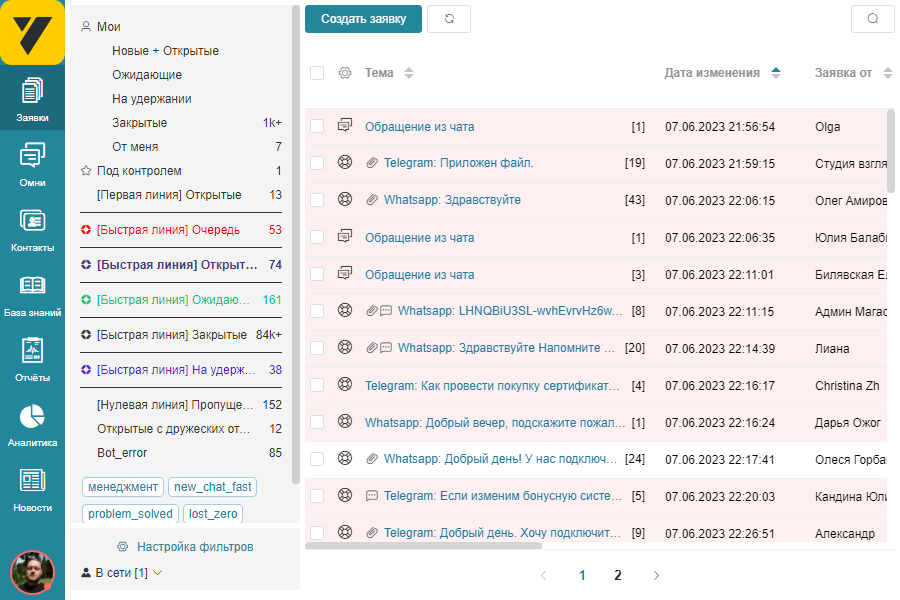 Заявки
Омни
Контакты
База знаний
Отчёты
Аналитика
Новости
Мои
Новые + Открытые
Ожидающие
На удержании
Закрытые 1k+
От меня 7
Под контролем 1
[Первая линия] Открытые 13
[Быстрая линия] Очередь 53
[Быстрая линия] Открыт... 74
[Быстрая линия] Ожидаю... 161
[Быстрая линия] Закрытые 84k+
[Быстрая линия] На удерж... 38
[Нулевая линия] Пропуще... 152
Открытые с дружеских от... 12
Bot_error 85
менеджмент new_chat_fast
problem_solved lost_zero
Настройка фильтров
В сети [1]
Создать заявку
Тема Дата изменения Заявка от
Обращение из чата [1] 07.06.2023 21:56:54 Olga
Telegram: Приложен файл. [19] 07.06.2023 21:59:15 Студия взгля
Whatsapp: Здравствуйте [43] 07.06.2023 22:06:15 Олег Амиров
Обращение из чата [1] 07.06.2023 22:06:35 Юлия Балаб
Обращение из чата [3] 07.06.2023 22:11:01 Билявская Ел
Whatsapp: LHNQBiU3SL-wvhEvrvHz6w... [8] 07.06.2023 22:11:15 Админ Магас
Whatsapp: Здравствуйте Напомните ... [20] 07.06.2023 22:14:39 Лиана
Telegram: Как провести покупку сертификат... [4] 07.06.2023 22:16:17 Christina Zh
Whatsapp: Добрый вечер, подскажите пожал... [1] 07.06.2023 22:16:24 Дарья Ожог
Whatsapp: Добрый день! У нас подключ... [24] 07.06.2023 22:17:41 Олеся Горба
Telegram: Если изменим бонусную систе... [5] 07.06.2023 22:20:03 Кандина Юли
Telegram: Добрый день. Хочу подключит... [9] 07.06.2023 22:26:51 Александр
1 2